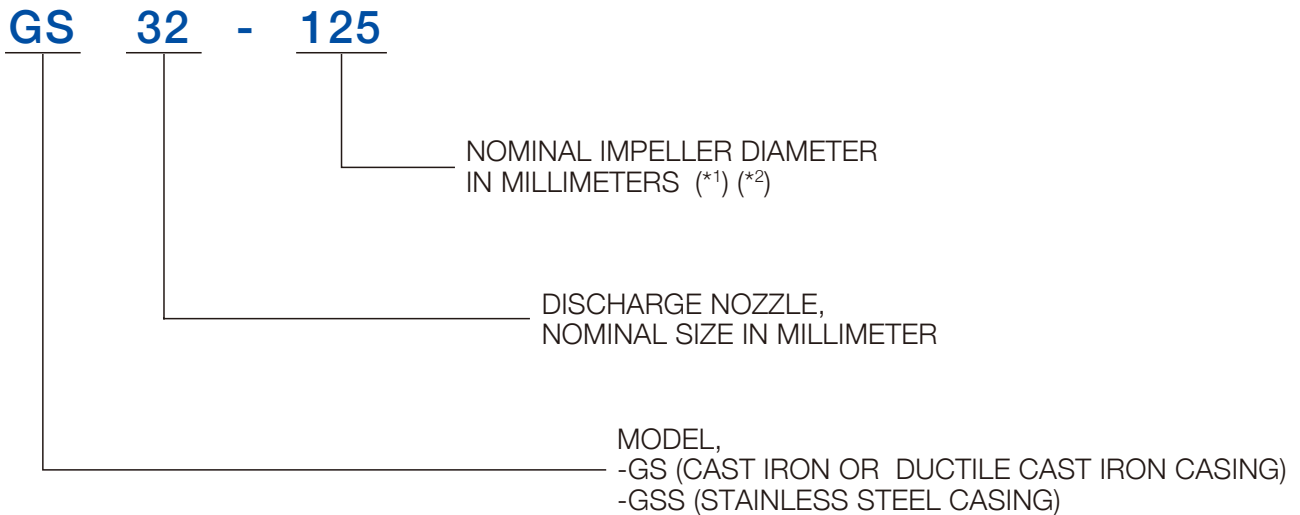 GS 32 - 125
NOMINAL IMPELLER DIAMETER
IN MILLIMETERS (*1) (*2)
DISCHARGE NOZZLE,
NOMINAL SIZE IN MILLIMETER
MODEL,
-GS (CAST IRON OR DUCTILE CAST IRON CASING)
-GSS (STAINLESS STEEL CASING)